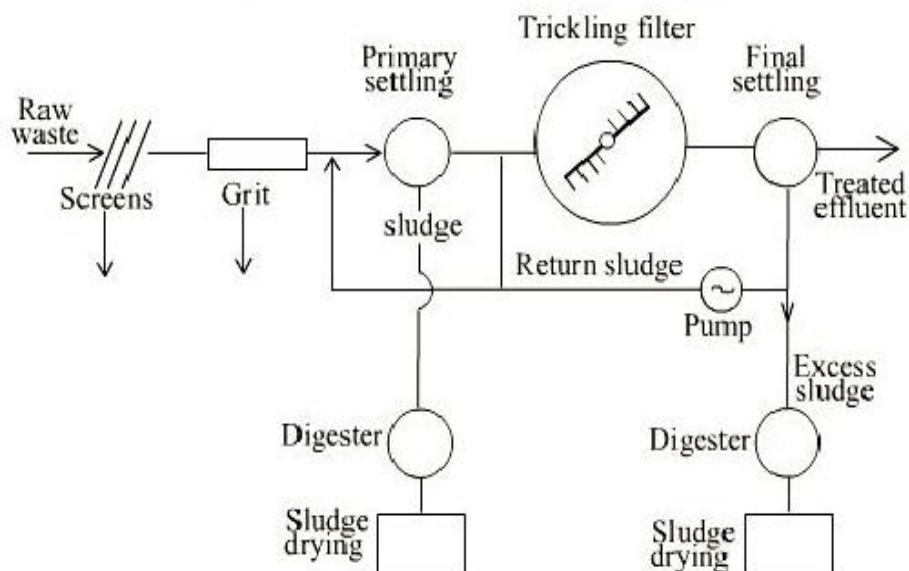 Trickling filter
Primary
settling
Final
settling
Raw
waste
Screens
Grit
sludge
Treated
effluent
Return sludge
Pump
Excess
sludge
Digester
Digester
Sludge
drying
Sludge
drying